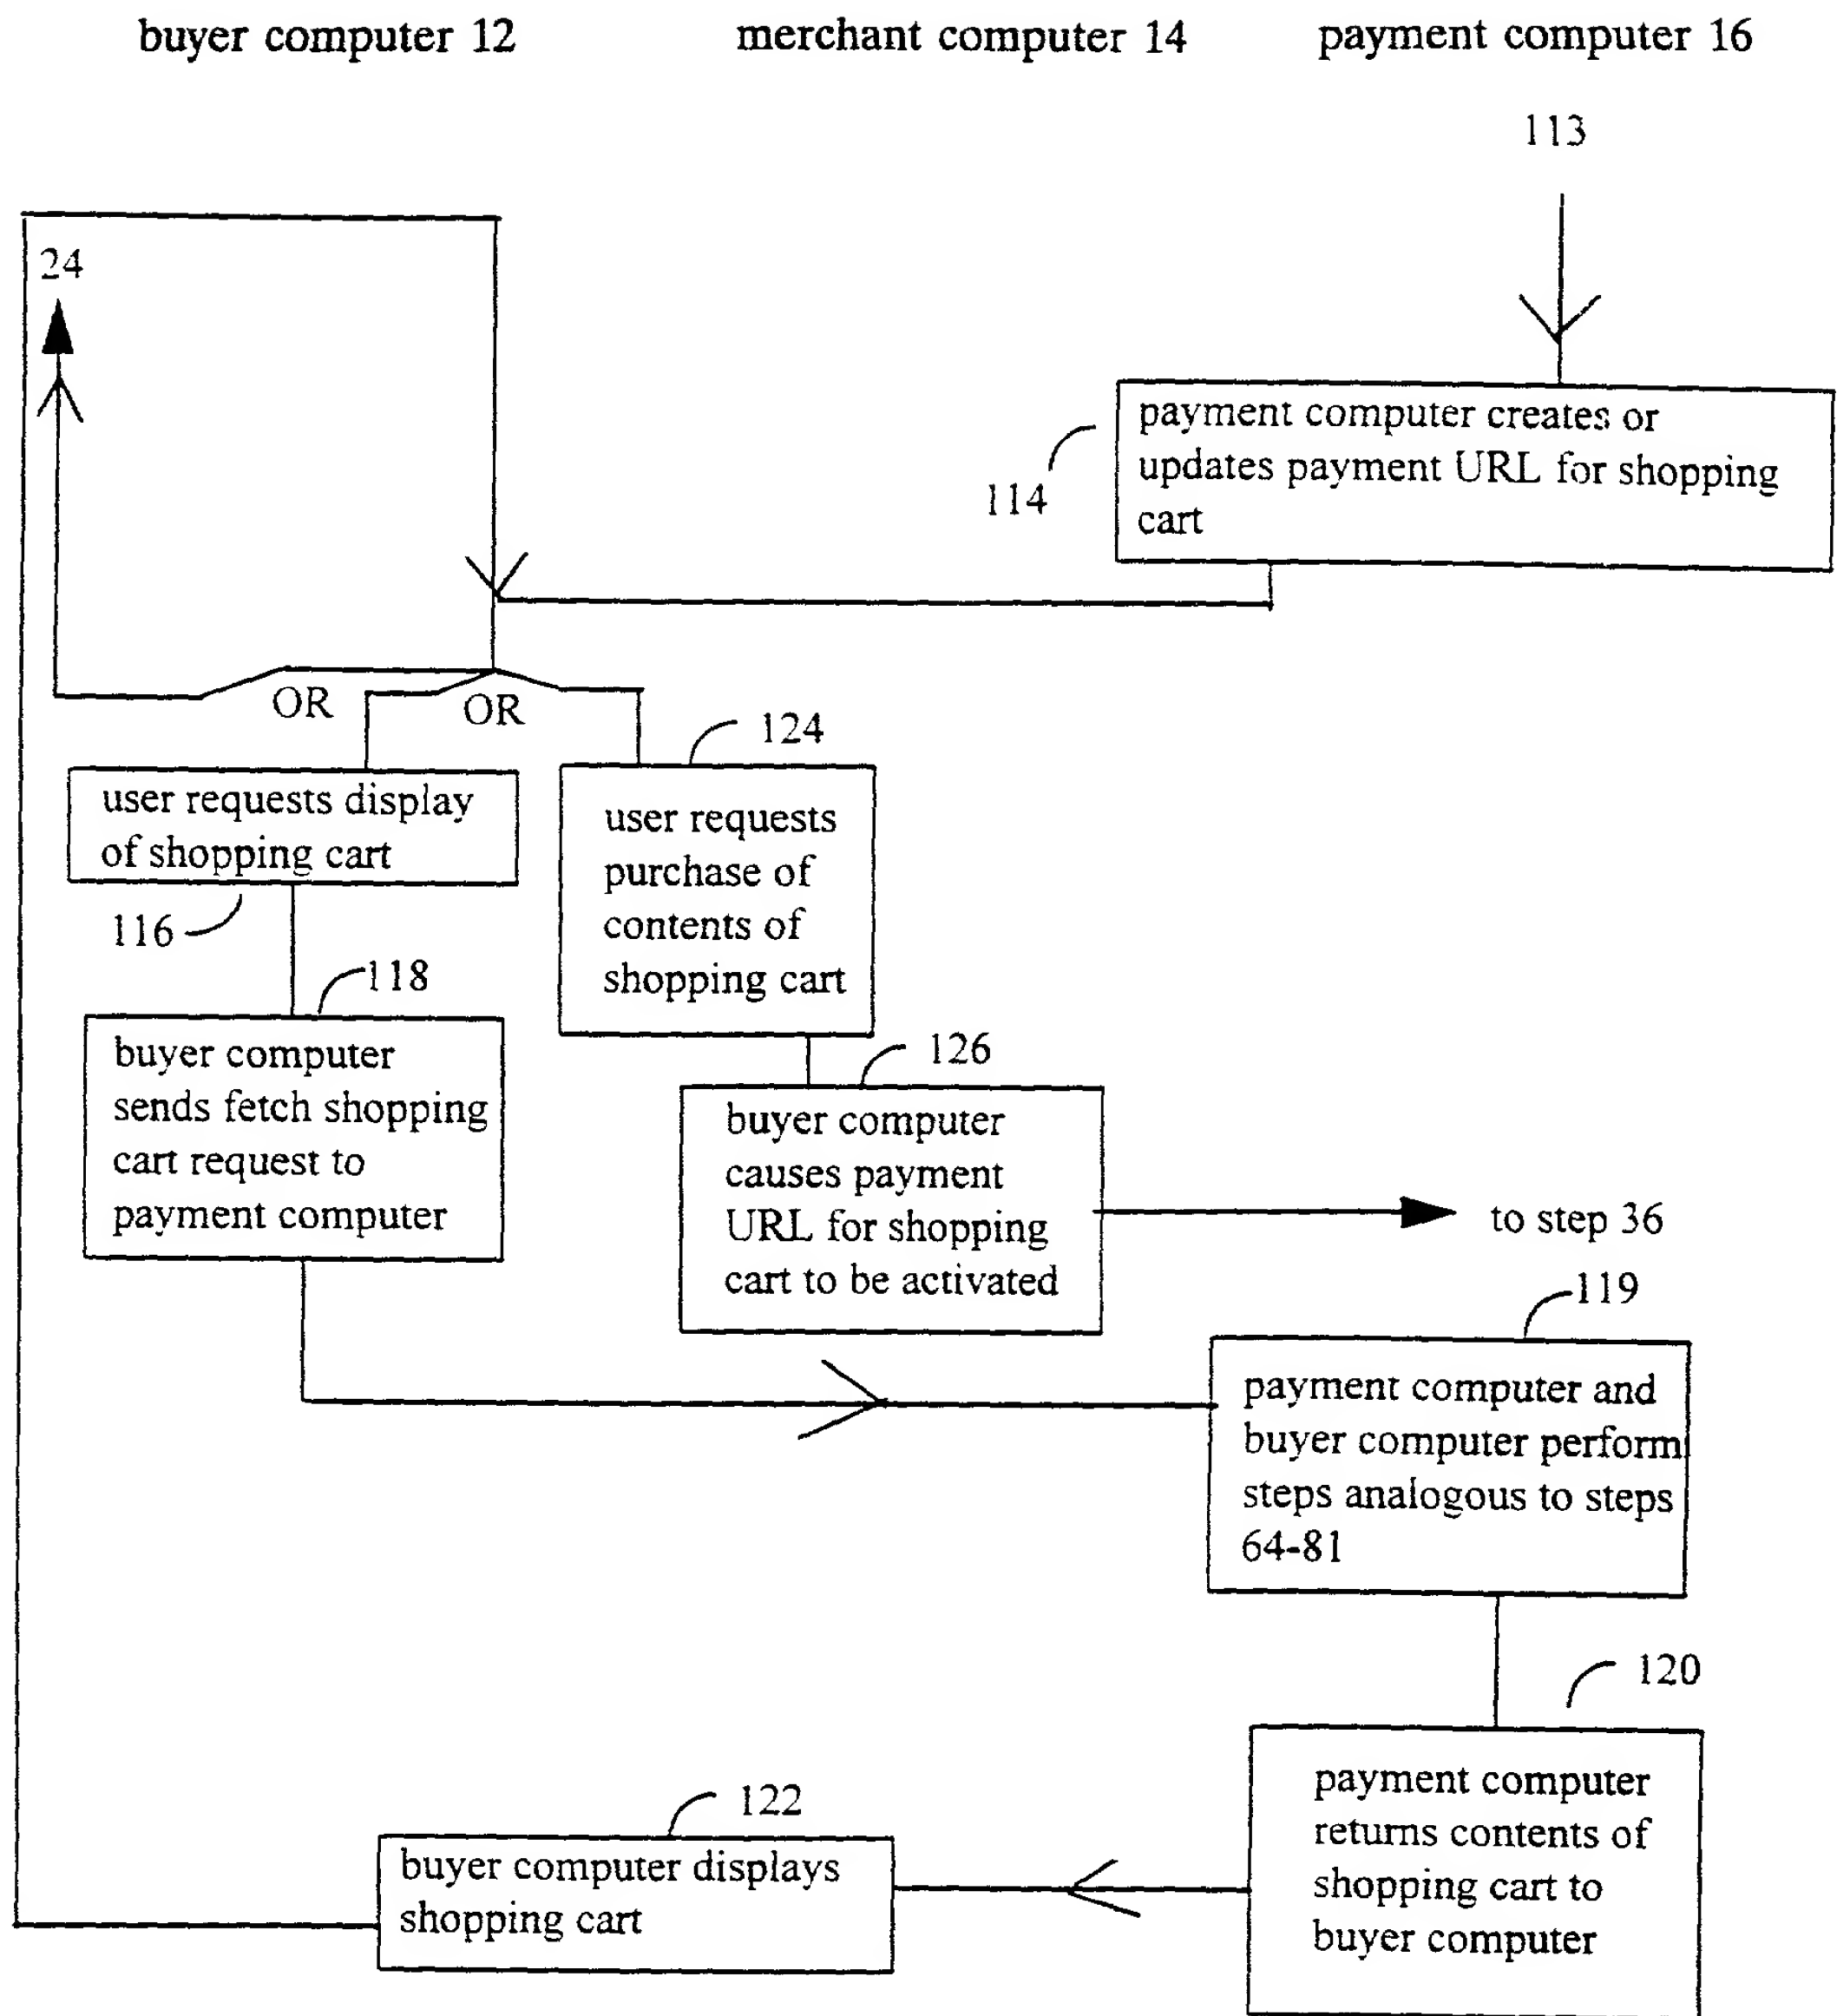 buyer computer 12
merchant computer 14
payment computer 16
113
24
payment computer creates or
updates payment URL for shopping
cart
114
OR
OR
124
user requests display
of shopping cart
116
user requests
purchase of
contents of
shopping cart
118
buyer computer
sends fetch shopping
cart request to
payment computer
126
buyer computer
causes payment
URL for shopping
cart to be activated
to step 36
119
payment computer and
buyer computer perform
steps analogous to steps
64-81
120
payment computer
returns contents of
shopping cart to
buyer computer
122
buyer computer displays
shopping cart